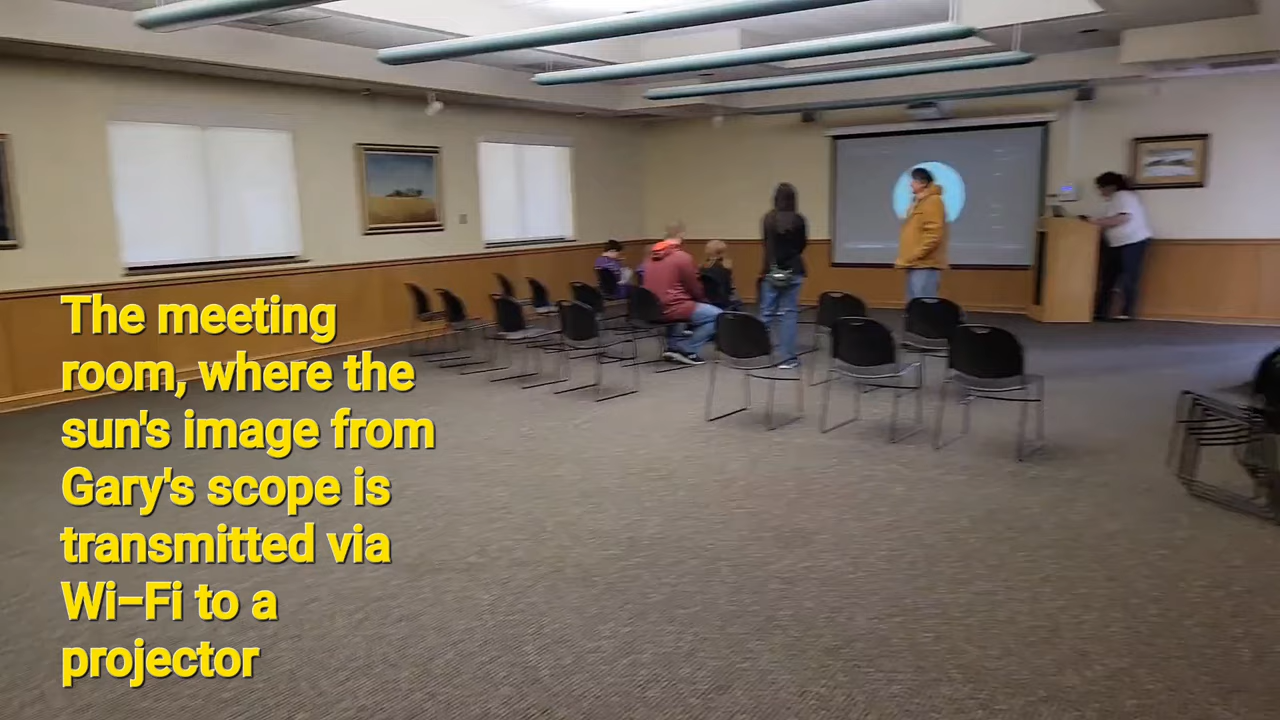 The meeting
room, where the
sun's image from
Gary's scope is
transmitted via
Wi-Fi to a
projector